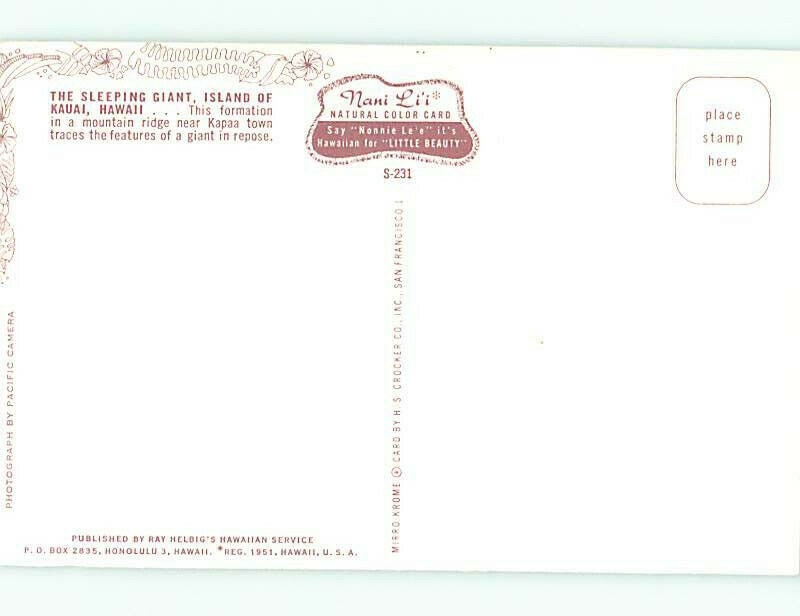 THE SLEEPING GIANT, ISLAND OF
KAUAI, HAWAII . . . This formation
in a mountain ridge near Kapaa town
traces the features of a giant in repose.
Nani Li'i*
NATURAL COLOR CARD
Say "Nonnie Le'e" it's
Hawaiian for "LITTLE BEAUTY"
S-231
place
stamp
here
PHOTOGRAPH BY PACIFIC CAMERA
MIRRO KROME ® CARD BY H. S. CROCKER CO., INC., SAN FRANCISCO 1
PUBLISHED BY RAY HELBIG'S HAWAIIAN SERVICE
P. O. BOX 2835, HONOLULU 3, HAWAII. *REG. 1951, HAWAII, U. S. A.